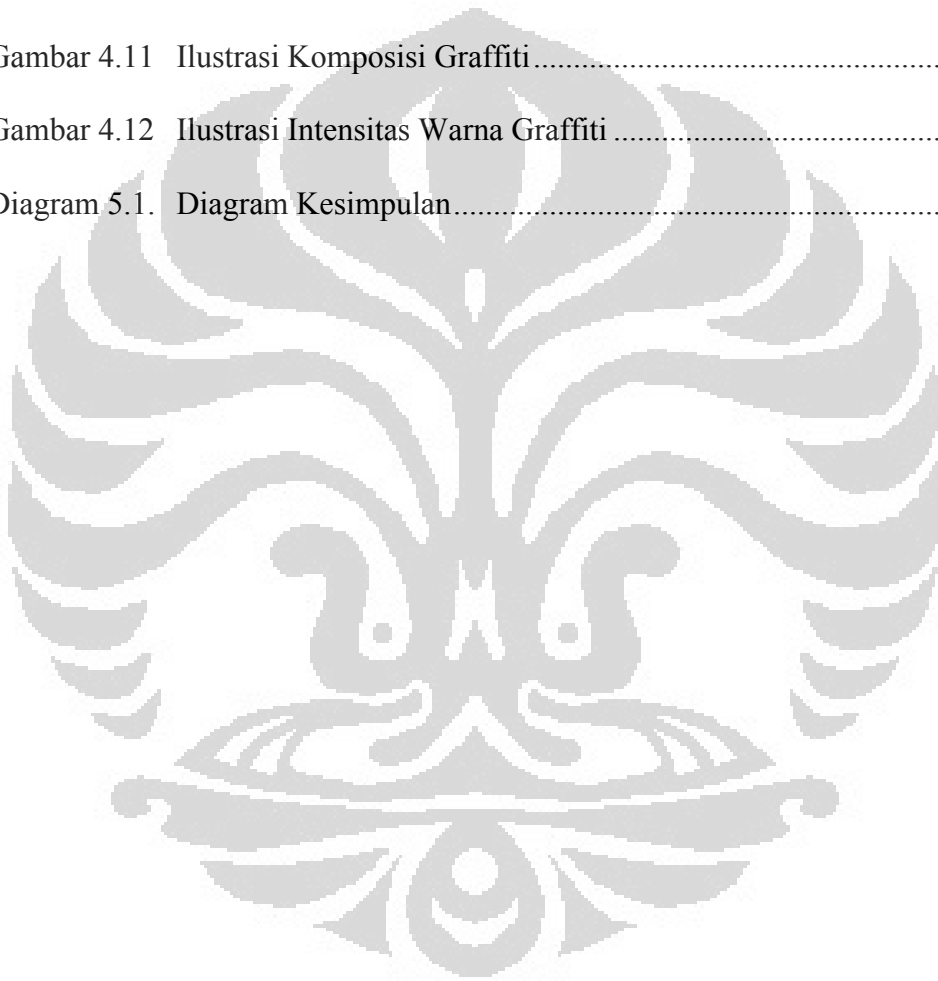 Gambar 4.11 Ilustrasi Komposisi Graffiti..................................................
Gambar 4.12 Ilustrasi Intensitas Warna Graffiti ........................................
Diagram 5.1. Diagram Kesimpulan............................................................